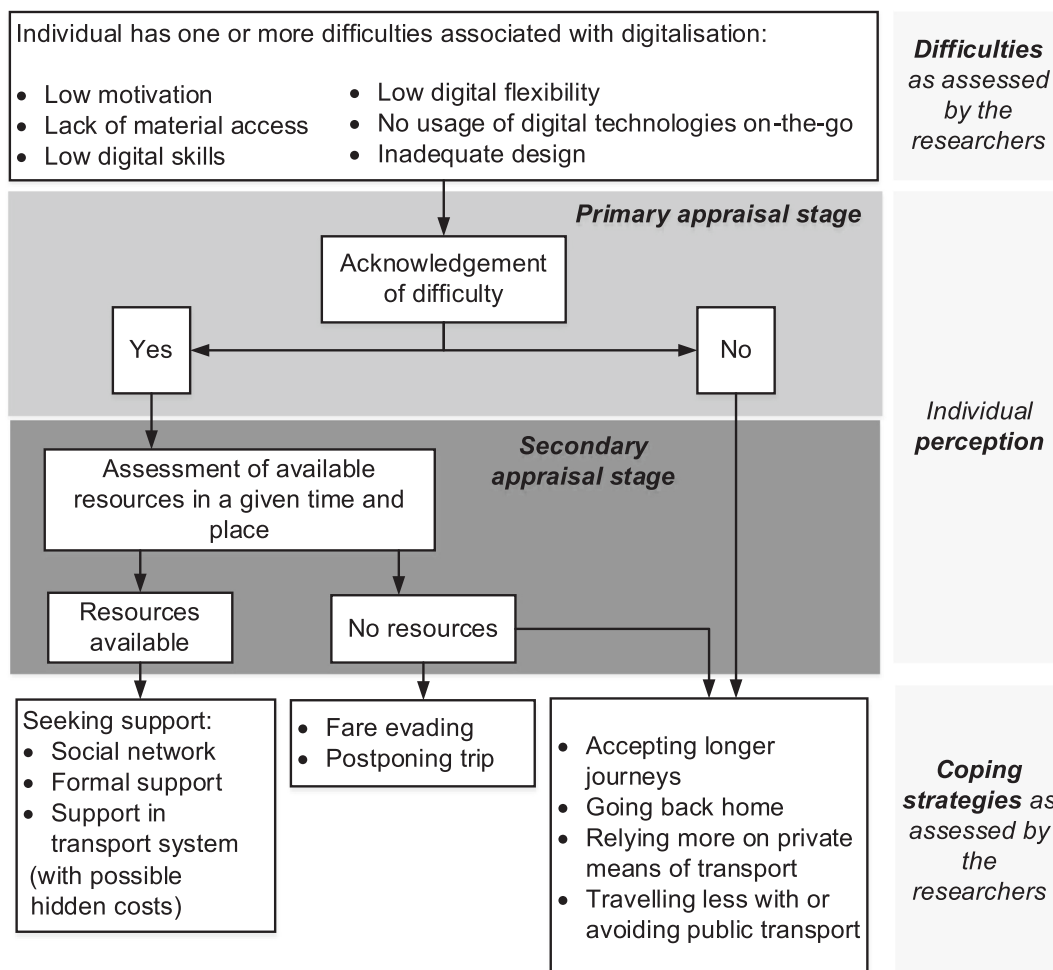 Individual has one or more difficulties associated with digitalisation:
• Low motivation
• Lack of material access
• Low digital skills
• Low digital flexibility
• No usage of digital technologies on-the-go
• Inadequate design
Difficulties
as assessed
by the
researchers
Primary appraisal stage
Acknowledgement
of difficulty
Yes
No
Individual
perception
Secondary
appraisal stage
Assessment of available
resources in a given time and
place
Resources
available
No resources
Seeking support:
• Social network
• Formal support
• Support in
transport system
(with possible
hidden costs)
• Fare evading
• Postponing trip
• Accepting longer
journeys
• Going back home
• Relying more on private
means of transport
• Travelling less with or
avoiding public transport
Coping
strategies as
assessed by
the
researchers